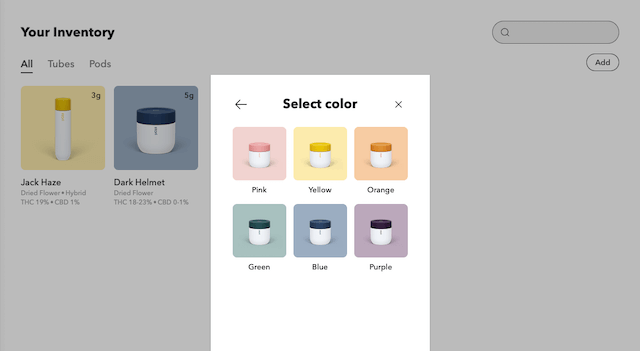 Your Inventory
All Tubes Pods
Add
3g
5g
Jack Haze
Dried Flower • Hybrid
THC 19% • CBD 1%
Dark Helmet
Dried Flower
THC 18-23% • CBD 0-1%
Select color
Pink
Yellow
Orange
Green
Blue
Purple